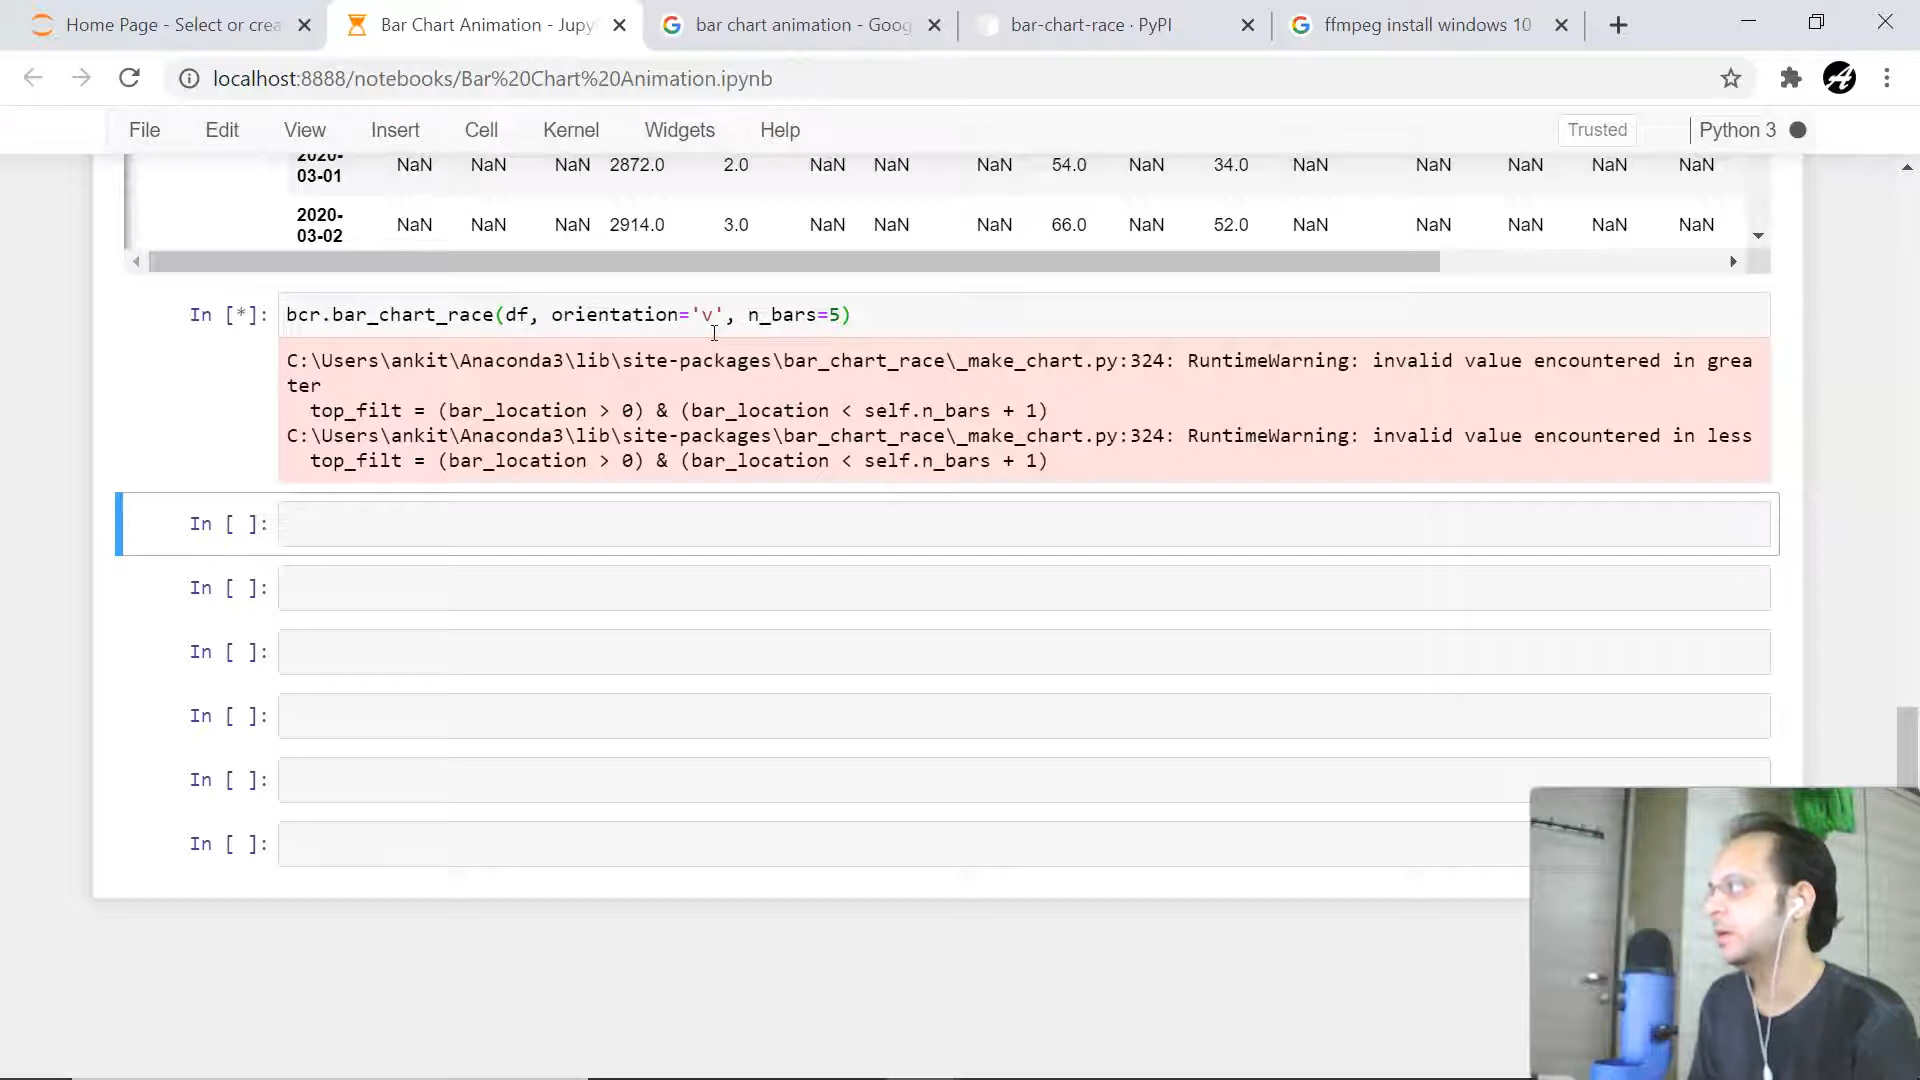 Home Page - Select or crea
Bar Chart Animation - Jupy
bar chart animation - Goog
bar-chart-race · PyPI
ffmpeg install windows 10
localhost:8888/notebooks/Bar%20Chart%20Animation.ipynb
File Edit View Insert Cell Kernel Widgets Help Trusted Python 3
2020-
03-01 NaN NaN NaN 2872.0 2.0 NaN NaN NaN 54.0 NaN 34.0 NaN NaN NaN NaN NaN
2020-
03-02 NaN NaN NaN 2914.0 3.0 NaN NaN NaN 66.0 NaN 52.0 NaN NaN NaN NaN NaN
In [*]: bcr.bar_chart_race(df, orientation='v', n_bars=5)
C:\Users\ankit\Anaconda3\lib\site-packages\bar_chart_race\_make_chart.py:324: RuntimeWarning: invalid value encountered in grea
ter
top_filt = (bar_location > 0) & (bar_location < self.n_bars + 1)
C:\Users\ankit\Anaconda3\lib\site-packages\bar_chart_race\_make_chart.py:324: RuntimeWarning: invalid value encountered in less
top_filt = (bar_location > 0) & (bar_location < self.n_bars + 1)
In [ ]:
In [ ]:
In [ ]:
In [ ]:
In [ ]:
In [ ]: